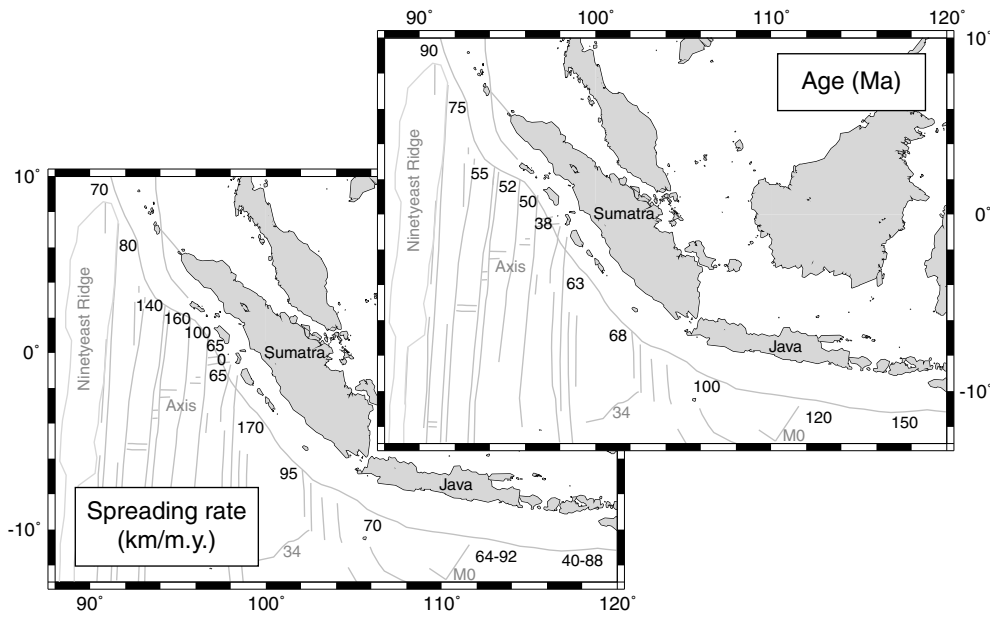 90˚ 100˚ 110˚ 120˚
10˚
0˚
-10˚
Age (Ma)
90
75
55
52
50
38
63
68
100
120
150
Ninetyeast Ridge
Axis
Sumatra
Java
34
M0
10˚
0˚
-10˚
70
80
140
160
100
65
0
65
170
95
70
64-92
40-88
Ninetyeast Ridge
Axis
Sumatra
Java
34
M0
Spreading rate
(km/m.y.)
90˚ 100˚ 110˚ 120˚